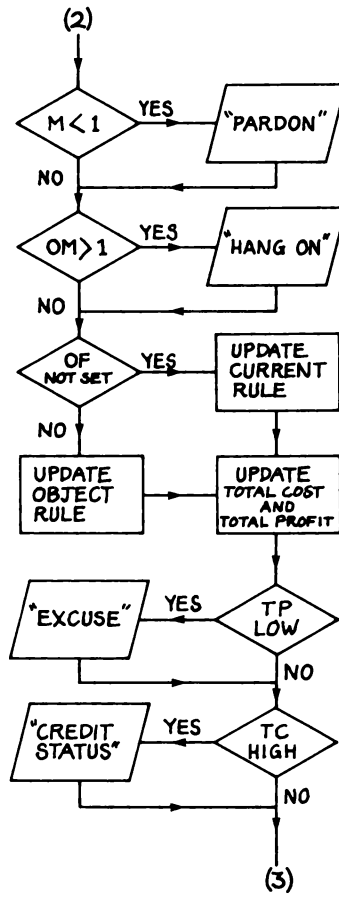 (2)
M < 1
YES
"PARDON"
NO
OM > 1
YES
"HANG ON"
NO
OF
NOT SET
YES
UPDATE
CURRENT
RULE
NO
UPDATE
OBJECT
RULE
UPDATE
TOTAL COST
AND
TOTAL PROFIT
"EXCUSE"
YES
TP
LOW
NO
"CREDIT
STATUS"
YES
TC
HIGH
NO
(3)